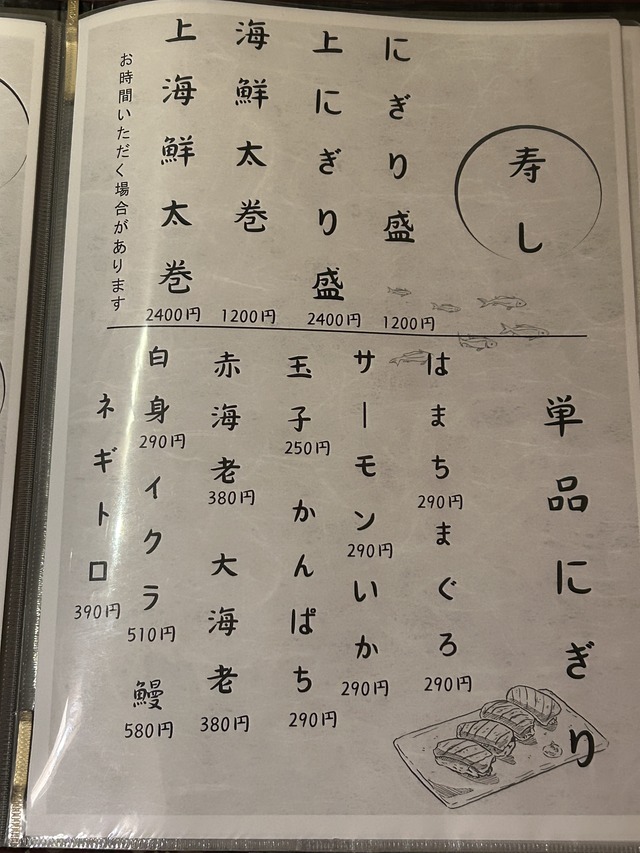 寿し
にぎり盛
1200円
上にぎり盛
2400円
海鮮太巻
1200円
上海鮮太巻
2400円
お時間いただく場合があります
単品にぎり
はまち
290円
まぐろ
290円
サーモン
290円
いか
290円
玉子
250円
かんぱち
290円
赤海老
380円
大海老
380円
白身
290円
イクラ
510円
鰻
580円
ネギトロ
390円